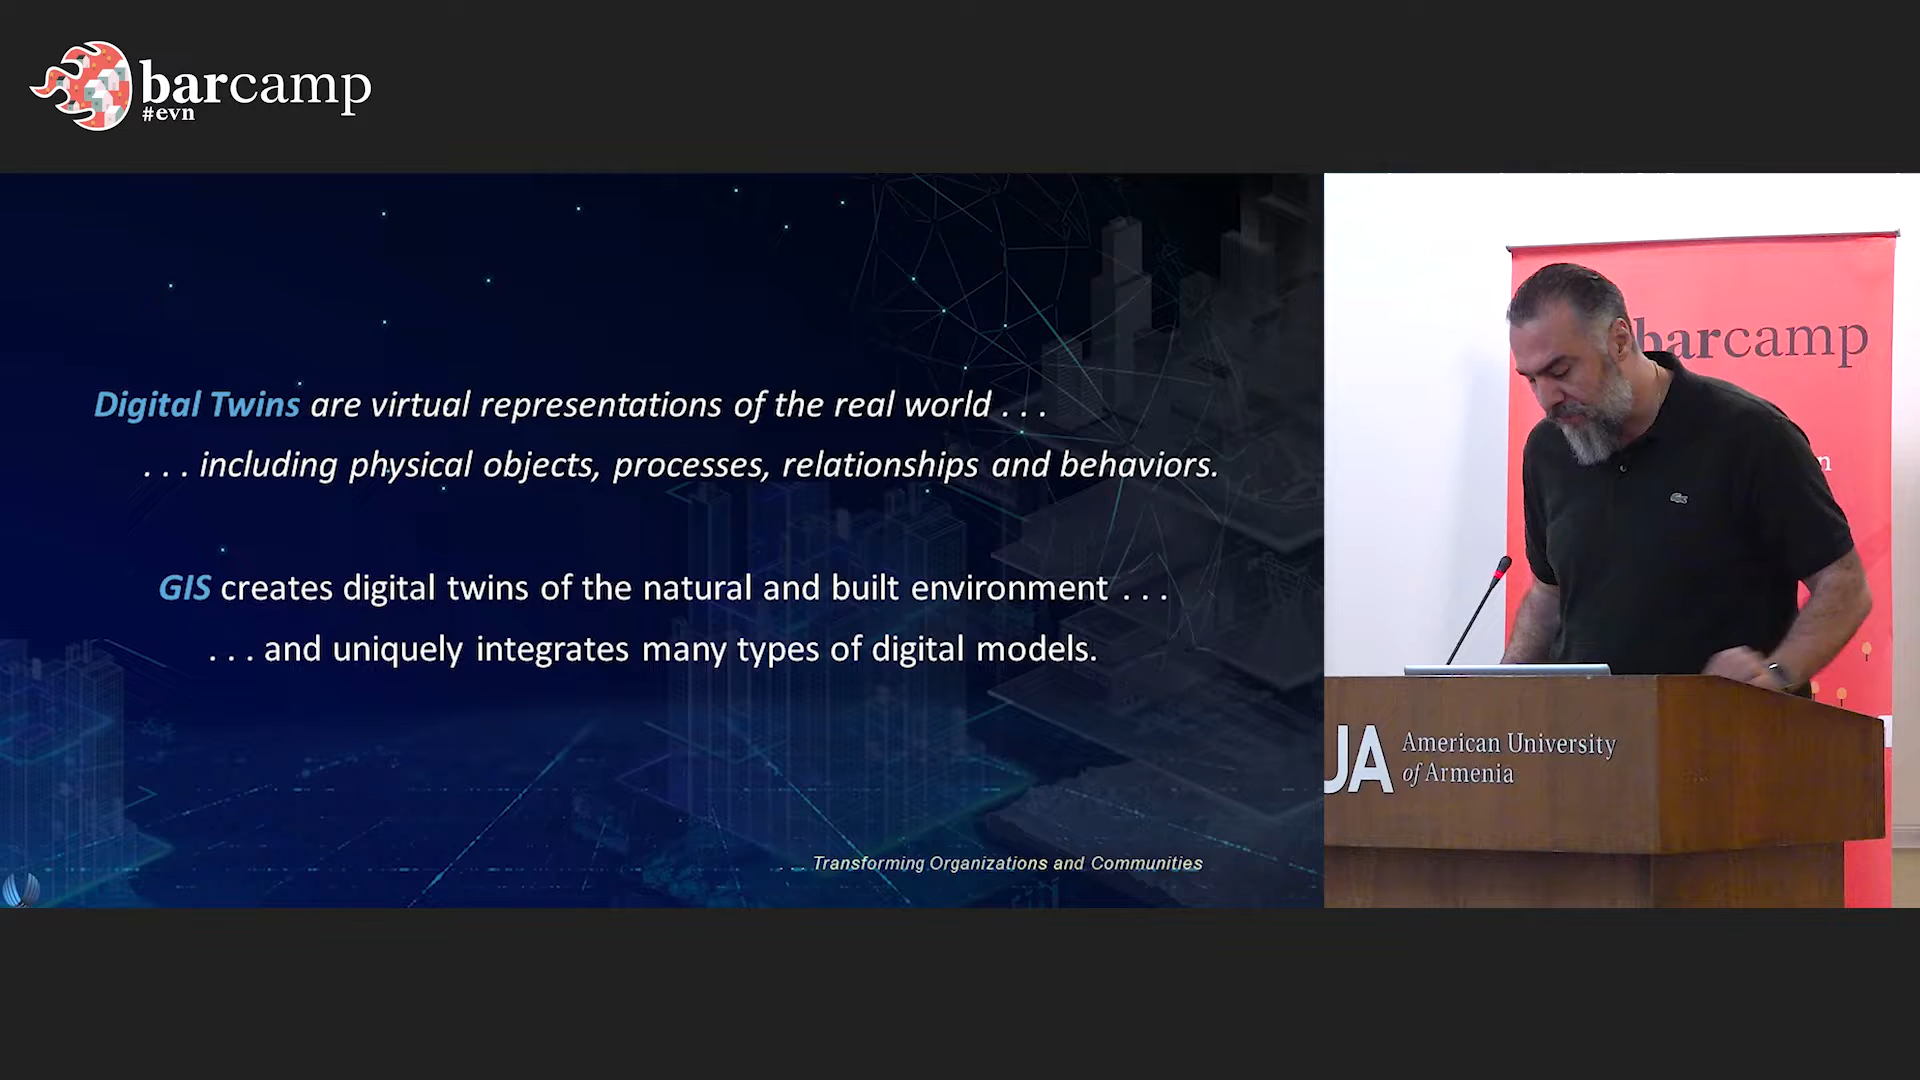 barcamp
#evn
Digital Twins are virtual representations of the real world . . .
. . . including physical objects, processes, relationships and behaviors.
GIS creates digital twins of the natural and built environment . . .
. . . and uniquely integrates many types of digital models.
Transforming Organizations and Communities
barcamp
n
UA American University
of Armenia